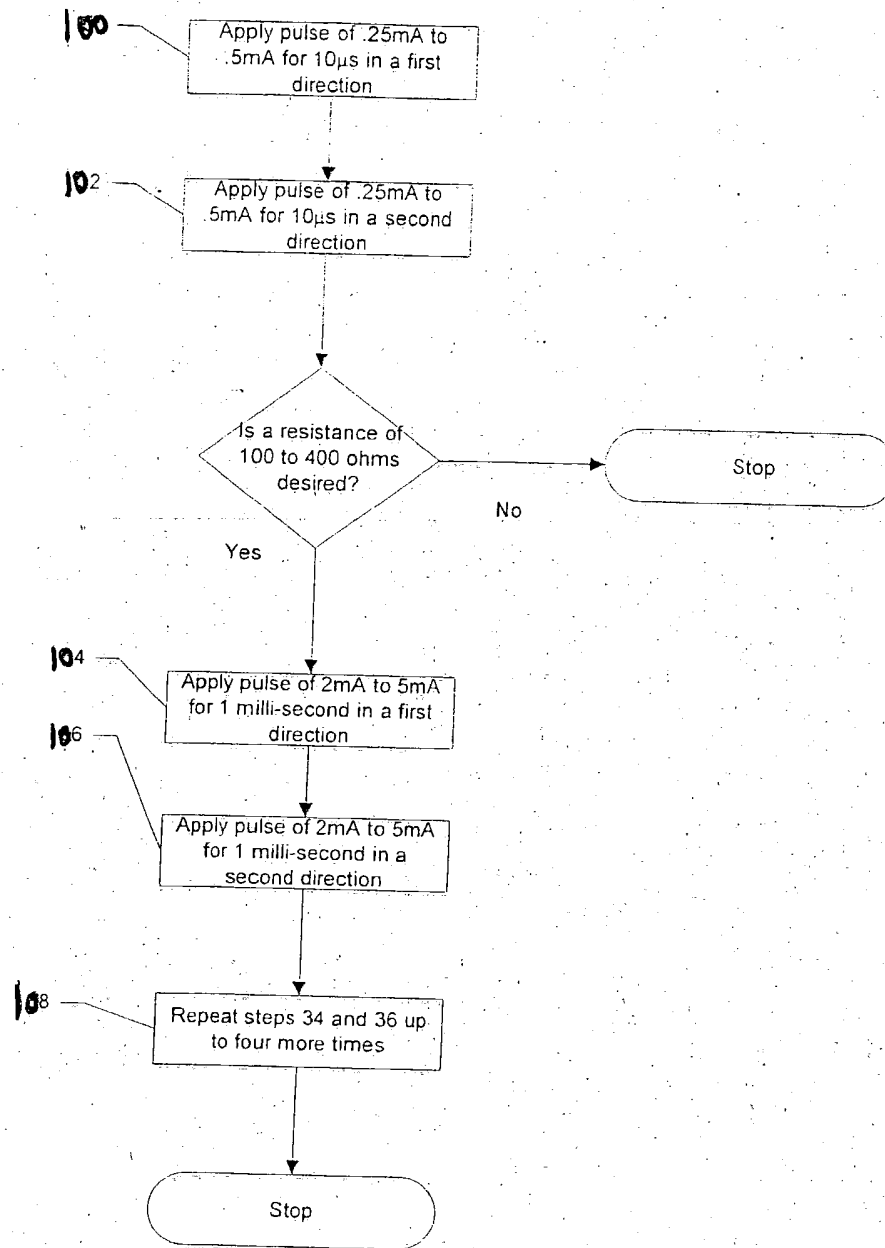 100
Apply pulse of .25mA to
.5mA for 10µs in a first
direction
102
Apply pulse of .25mA to
.5mA for 10µs in a second
direction
Is a resistance of
100 to 400 ohms
desired?
Stop
No
Yes
104
Apply pulse of 2mA to 5mA
for 1 milli-second in a first
direction
106
Apply pulse of 2mA to 5mA
for 1 milli-second in a
second direction
108
Repeat steps 34 and 36 up
to four more times
Stop